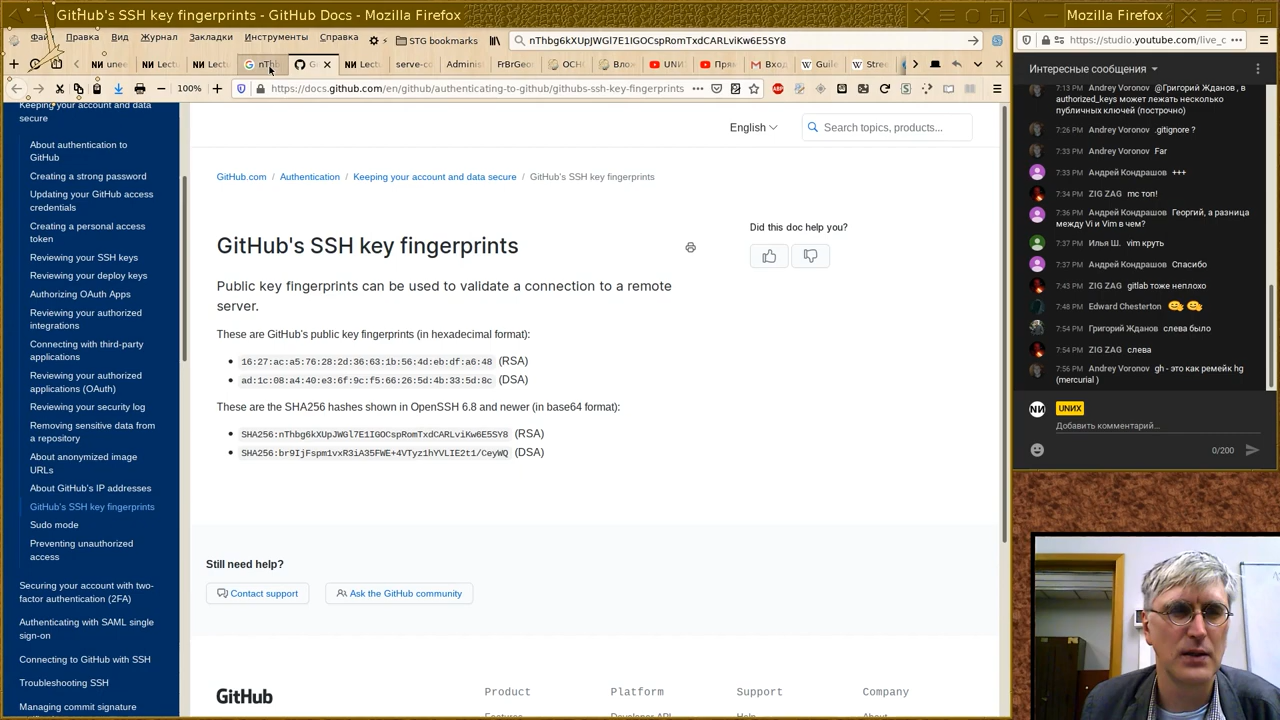 GitHub's SSH key fingerprints - GitHub Docs - Mozilla Firefox
Файл Правка Вид Журнал Закладки Инструменты Справка
STG bookmarks
nThbg6kXUpJWGl7E1IGOCspRomTxdCARLviKw6E5SY8
100%
https://docs.github.com/en/github/authenticating-to-github/githubs-ssh-key-fingerprints
Keeping your account and data
secure
About authentication to
GitHub
Creating a strong password
Updating your GitHub access
credentials
Creating a personal access
token
Reviewing your SSH keys
Reviewing your deploy keys
Authorizing OAuth Apps
Reviewing your authorized
integrations
Connecting with third-party
applications
Reviewing your authorized
applications (OAuth)
Reviewing your security log
Removing sensitive data from
a repository
About anonymized image
URLs
About GitHub's IP addresses
GitHub's SSH key fingerprints
Sudo mode
Preventing unauthorized
access
Securing your account with two-
factor authentication (2FA)
Authenticating with SAML single
sign-on
Connecting to GitHub with SSH
Troubleshooting SSH
Managing commit signature
English
Search topics, products...
GitHub.com Authentication Keeping your account and data secure GitHub's SSH key fingerprints
GitHub's SSH key fingerprints
Public key fingerprints can be used to validate a connection to a remote
server.
These are GitHub's public key fingerprints (in hexadecimal format):
16:27:ac:a5:76:28:2d:36:63:1b:56:4d:eb:df:a6:48 (RSA)
ad:1c:08:a4:40:e3:6f:9c:f5:66:26:5d:4b:33:5d:8c (DSA)
These are the SHA256 hashes shown in OpenSSH 6.8 and newer (in base64 format):
SHA256:nThbg6kXUpJWGl7E1IGOCspRomTxdCARLviKw6E5SY8 (RSA)
SHA256:br9IjFspm1vxR3iA35FWE+4VTyz1hYVLIE2t1/CeyWQ (DSA)
Did this doc help you?
Still need help?
Contact support
Ask the GitHub community
GitHub
Product Platform Support Company
Mozilla Firefox
https://studio.youtube.com/live_c
Интересные сообщения
7:13 PM Andrey Voronov @Григорий Жданов , в
authorized_keys может лежать несколько
публичных ключей (построчно)
7:26 PM Andrey Voronov .gitignore ?
7:33 PM Andrey Voronov Far
7:33 PM Андрей Кондрашов +++
7:34 PM ZIG ZAG mc топ!
7:36 PM Андрей Кондрашов Георгий, а разница
между Vi и Vim в чем?
7:37 PM Илья Ш. vim круть
7:37 PM Андрей Кондрашов Спасибо
7:43 PM ZIG ZAG gitlab тоже неплохо
7:48 PM Edward Chesterton
7:54 PM Григорий Жданов слева было
7:54 PM ZIG ZAG слева
7:56 PM Andrey Voronov gh - это как ремейк hg
(mercurial )
UNIX
Добавить комментарий...
0/200